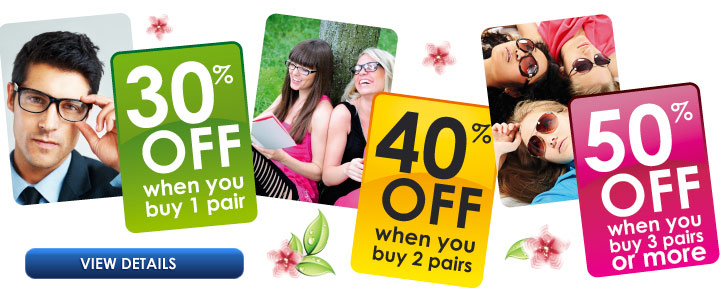 30% OFF
when you
buy 1 pair
40% OFF
when you
buy 2 pairs
50% OFF
when you
buy 3 pairs
or more
VIEW DETAILS